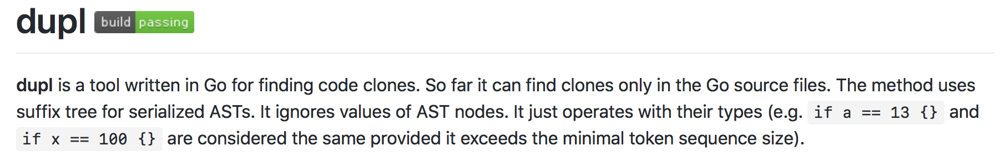 dupl build passing
dupl is a tool written in Go for finding code clones. So far it can find clones only in the Go source files. The method uses
suffix tree for serialized ASTs. It ignores values of AST nodes. It just operates with their types (e.g. if a == 13 {} and
if x == 100 {} are considered the same provided it exceeds the minimal token sequence size).